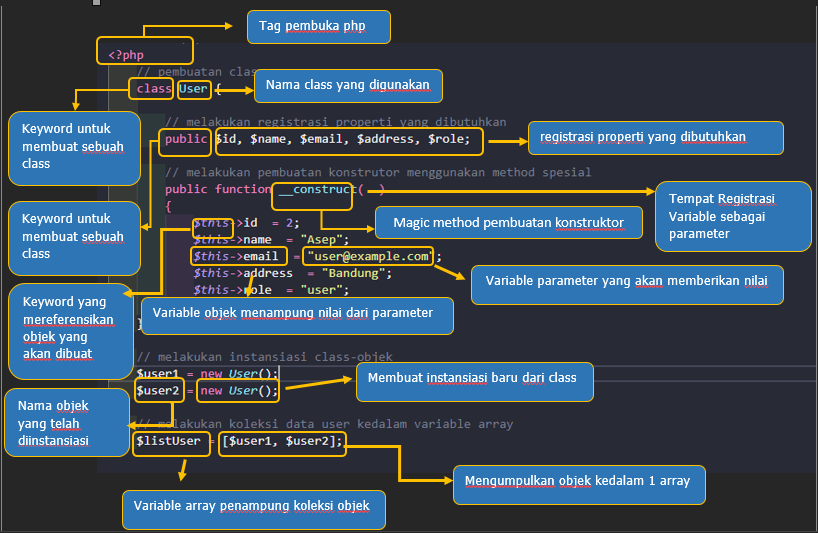 Tag pembuka php
<?php
// pembuatan clas
Nama class yang digunakan
class User {
Keyword untuk
membuat sebuah
class
// melakukan registrasi properti yang dibutuhkan
public $id, $name, $email, $address, $role;
registrasi properti yang dibutuhkan
// melakukan pembuatan konstrutor menggunakan method spesial
public function __construct( )
{
Tempat Registrasi
Variable sebagai
parameter
Keyword untuk
membuat sebuah
class
Magic method pembuatan konstruktor
$this->id = 2;
$this->name = "Asep";
$this->email = "user@example.com";
$this->address = "Bandung";
$this->role = "user";
Variable parameter yang akan memberikan nilai
Keyword yang
mereferensikan
objek yang
akan dibuat
Variable objek menampung nilai dari parameter
}
// melakukan instansiasi class-objek
$user1 = new User();
$user2 = new User();
Membuat instansiasi baru dari class
Nama objek
yang telah
diinstansiasi
// melakukan koleksi data user kedalam variable array
$listUser = [$user1, $user2];
Mengumpulkan objek kedalam 1 array
Variable array penampung koleksi objek